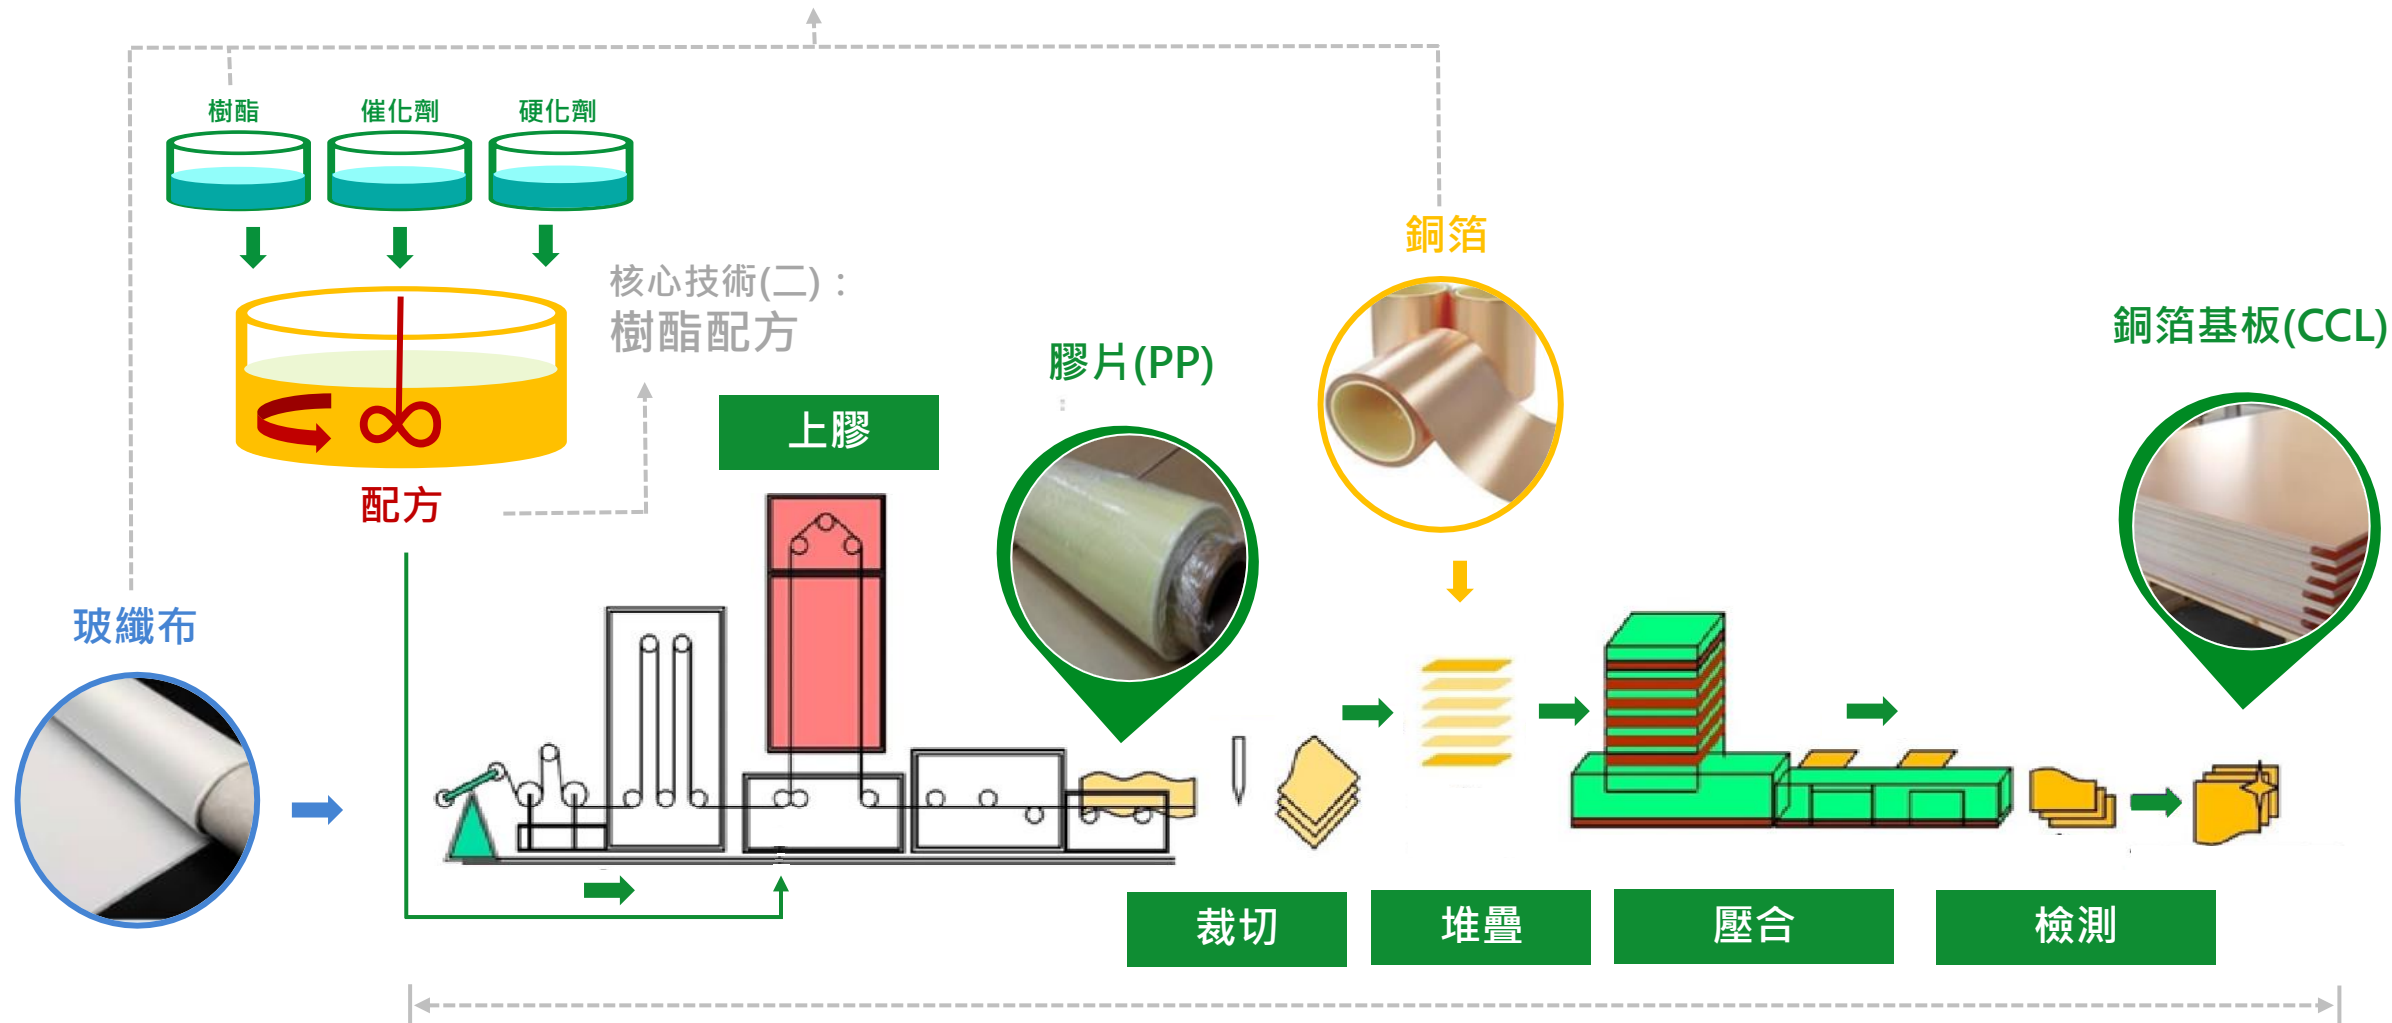 樹酯
催化劑
硬化劑
核心技術(二)：
樹酯配方
配方
玻纖布
上膠
膠片(PP)
銅箔
銅箔基板(CCL)
裁切
堆疊
壓合
檢測